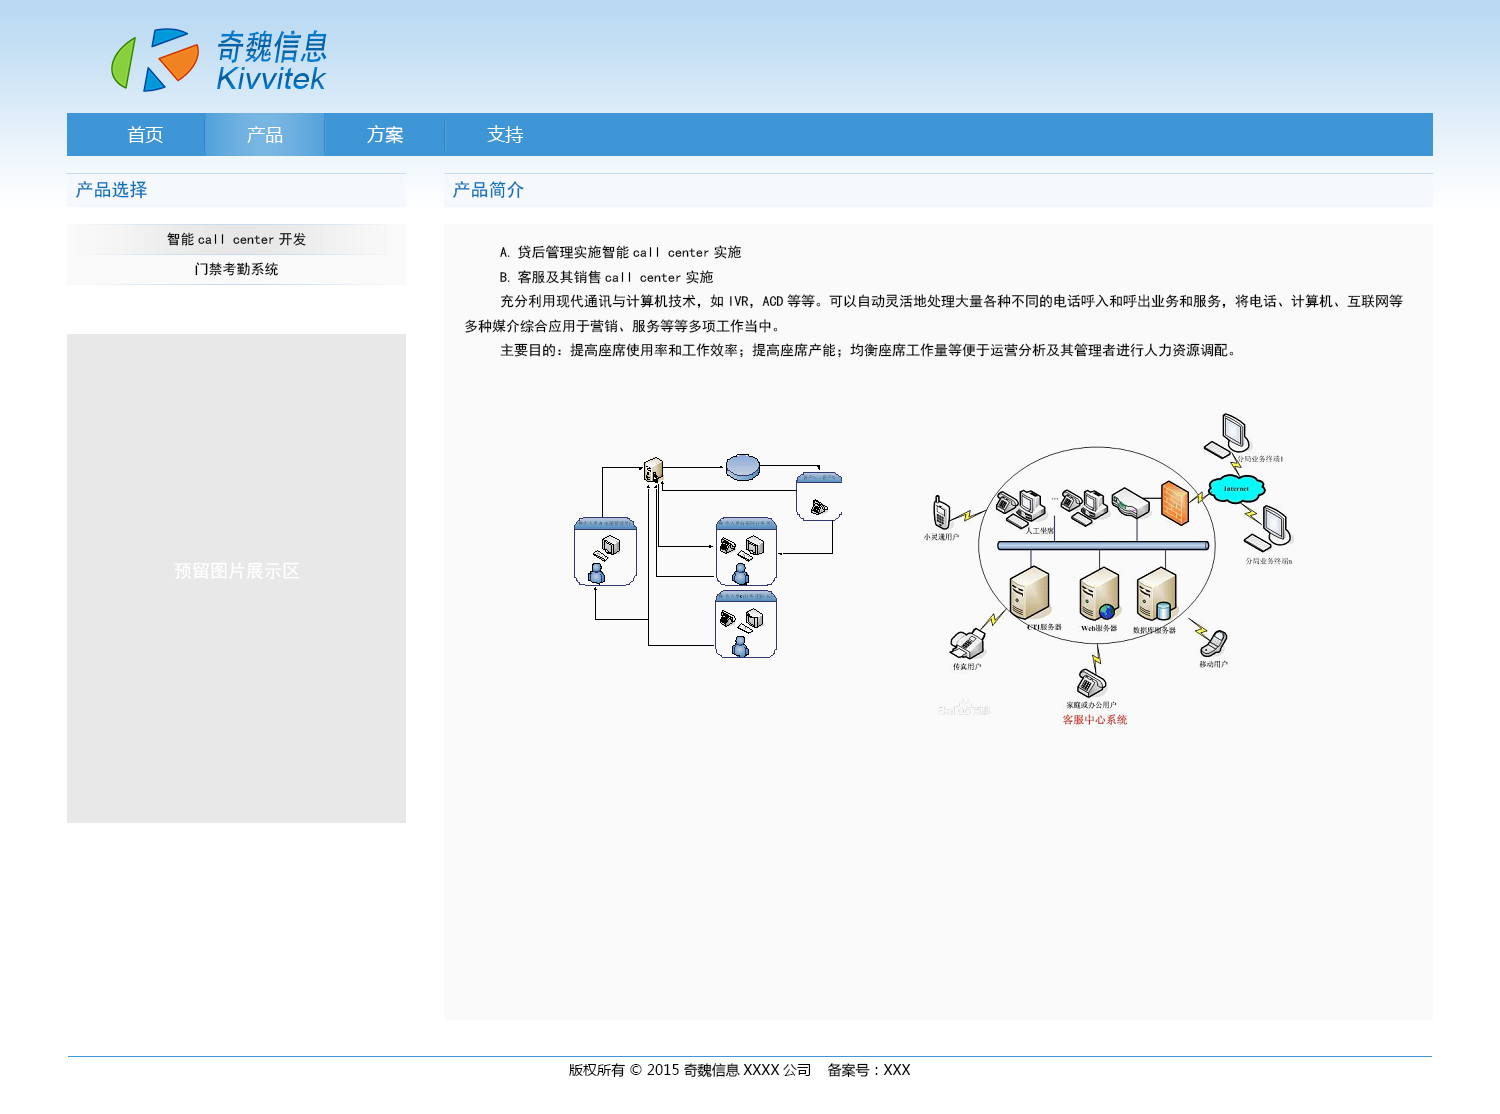 奇魏信息
Kivvitek
首页 产品 方案 支持
产品选择
智能 call center 开发
门禁考勤系统
预留图片展示区
产品简介
A. 贷后管理实施智能 call center 实施
B. 客服及其销售 call center 实施
充分利用现代通讯与计算机技术，如 IVR，ACD 等等。可以自动灵活地处理大量各种不同的电话呼入和呼出业务和服务，将电话、计算机、互联网等
多种媒介综合应用于营销、服务等等多项工作当中。
主要目的：提高座席使用率和工作效率；提高座席产能；均衡座席工作量等便于运营分析及其管理者进行人力资源调配。
分局业务终端1
Internet
...
人工坐席
小灵通用户
分局业务终端n
CTI服务器
Web服务器
数据库服务器
传真用户
移动用户
家庭或办公用户
客服中心系统
Bai 百科
版权所有 © 2015 奇魏信息 XXXX 公司 备案号：XXX